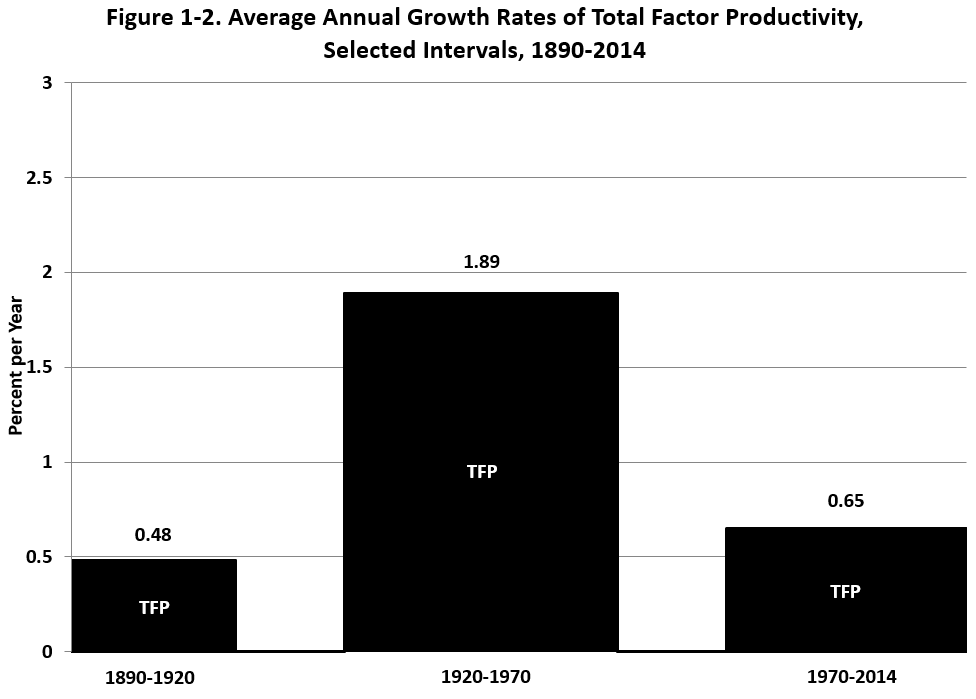 Figure 1-2. Average Annual Growth Rates of Total Factor Productivity,
Selected Intervals, 1890-2014
3
2.5
2
1.5
1
0.5
0
Percent per Year
0.48
1.89
0.65
TFP
TFP
TFP
1890-1920
1920-1970
1970-2014